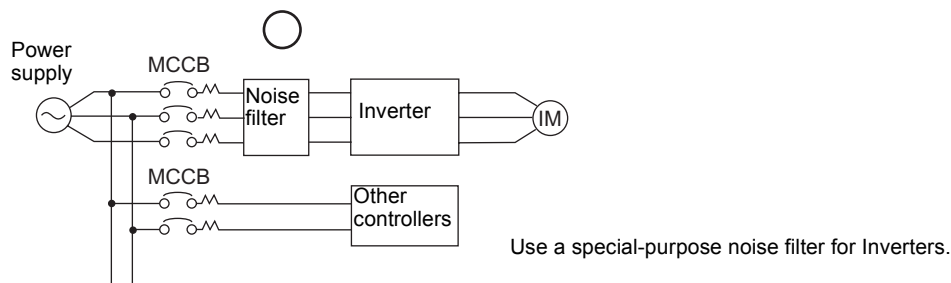 Power
supply
MCCB
Noise
filter
Inverter
IM
MCCB
Other
controllers
Use a special-purpose noise filter for Inverters.